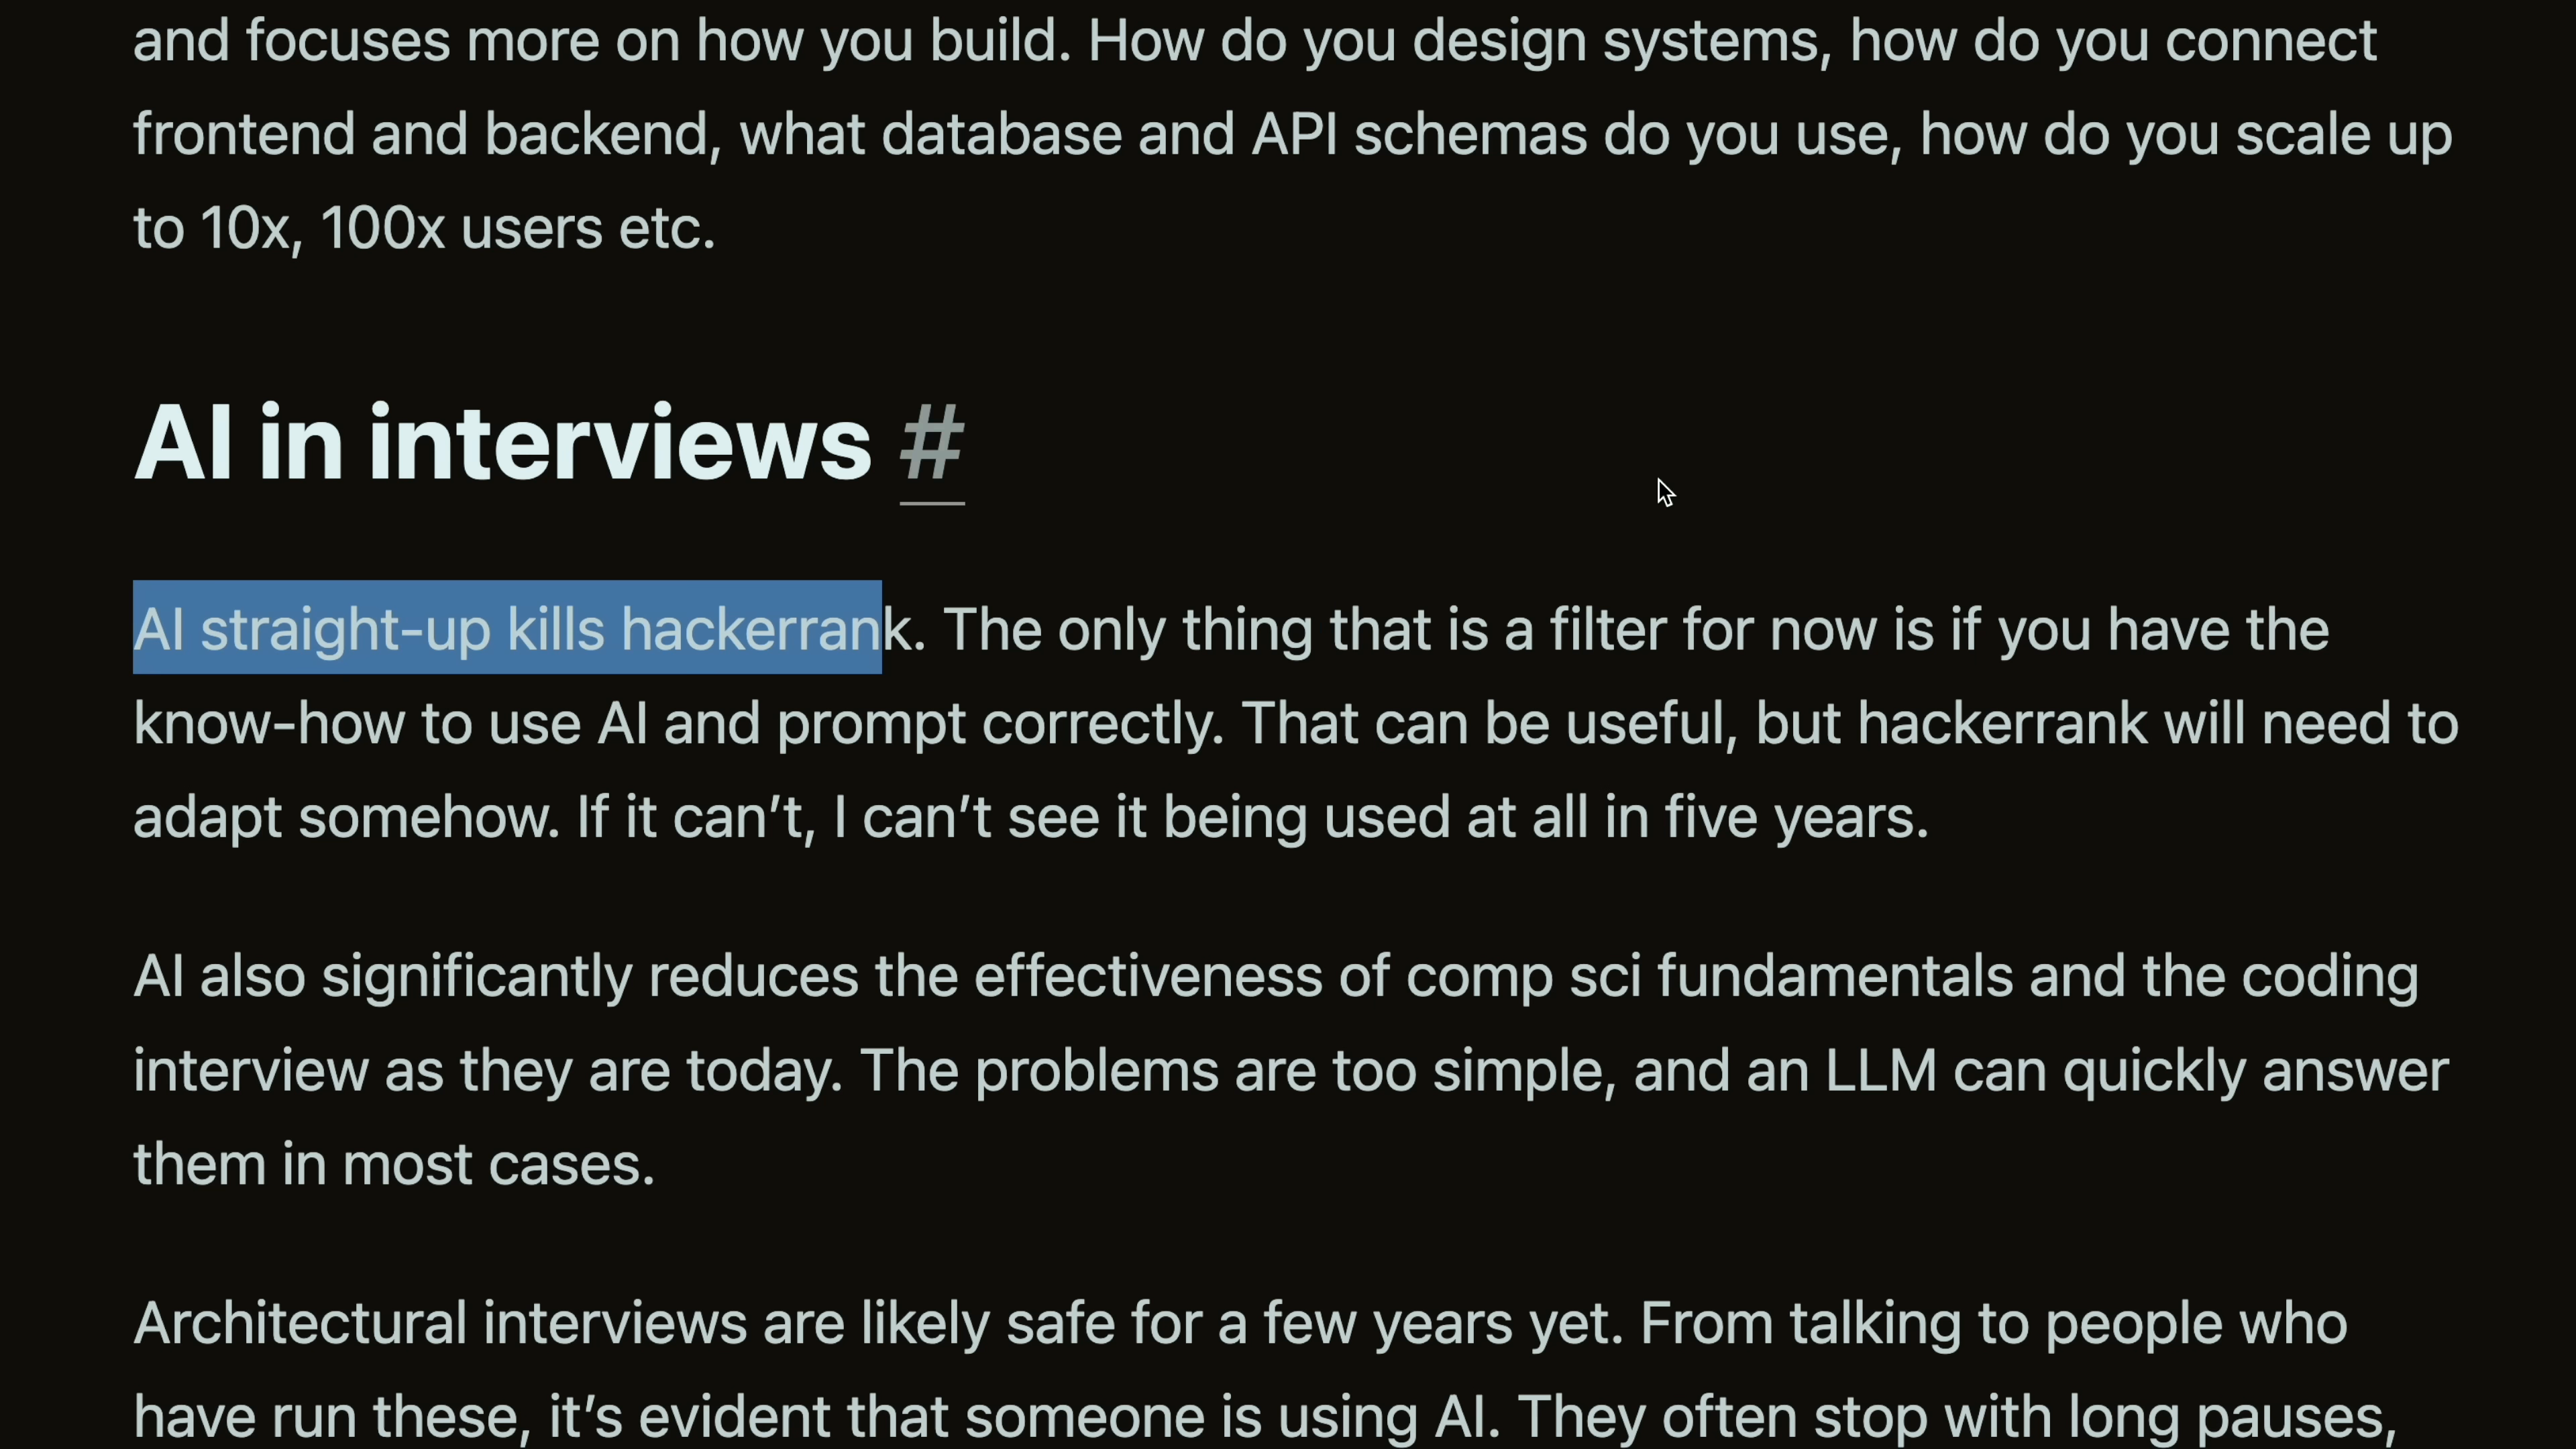 and focuses more on how you build. How do you design systems, how do you connect
frontend and backend, what database and API schemas do you use, how do you scale up
to 10x, 100x users etc.
AI in interviews #
AI straight-up kills hackerrank. The only thing that is a filter for now is if you have the
know-how to use AI and prompt correctly. That can be useful, but hackerrank will need to
adapt somehow. If it can’t, I can’t see it being used at all in five years.
AI also significantly reduces the effectiveness of comp sci fundamentals and the coding
interview as they are today. The problems are too simple, and an LLM can quickly answer
them in most cases.
Architectural interviews are likely safe for a few years yet. From talking to people who
have run these, it’s evident that someone is using AI. They often stop with long pauses,